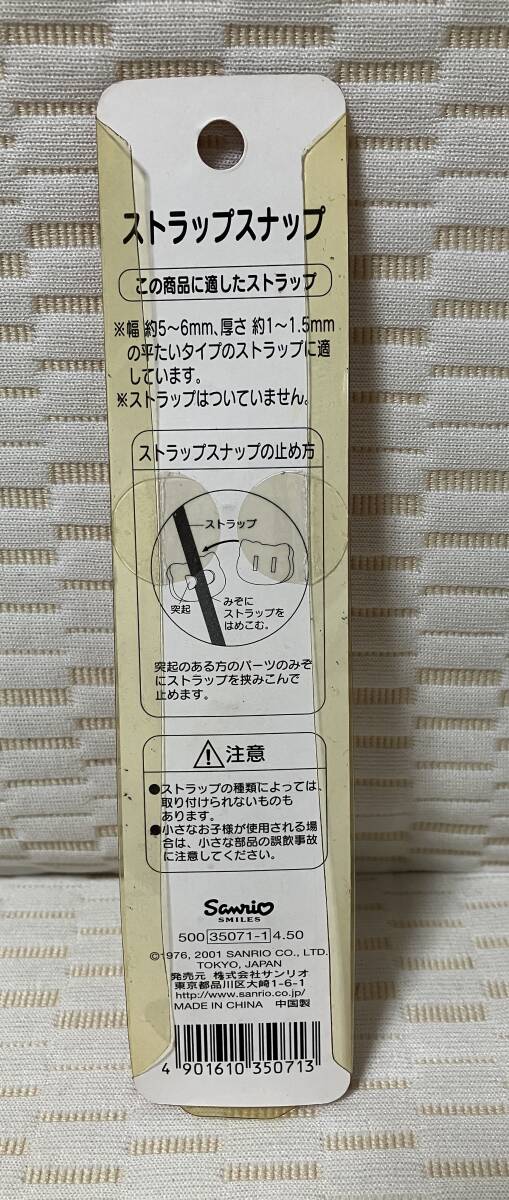 ストラップスナップ
この商品に適したストラップ
※幅 約5～6mm、厚さ 約1～1.5mm
の平たいタイプのストラップに適
しています。
※ストラップはついていません。
ストラップスナップの止め方
ストラップ
突起
みぞに
ストラップを
はめこむ。
突起のある方のパーツのみぞ
にストラップを挟みこんで
止めます。
注意
●ストラップの種類によっては、
取り付けられないものも
あります。
●小さなお子様が使用される場
合は、小さな部品の誤飲事故
に注意してください。
Sanrio
SMILES
500 35071-1 4.50
©1976, 2001 SANRIO CO., LTD.
TOKYO, JAPAN
発売元 株式会社サンリオ
東京都品川区大崎1-6-1
http://www.sanrio.co.jp/
MADE IN CHINA 中国製
4 901610 350713